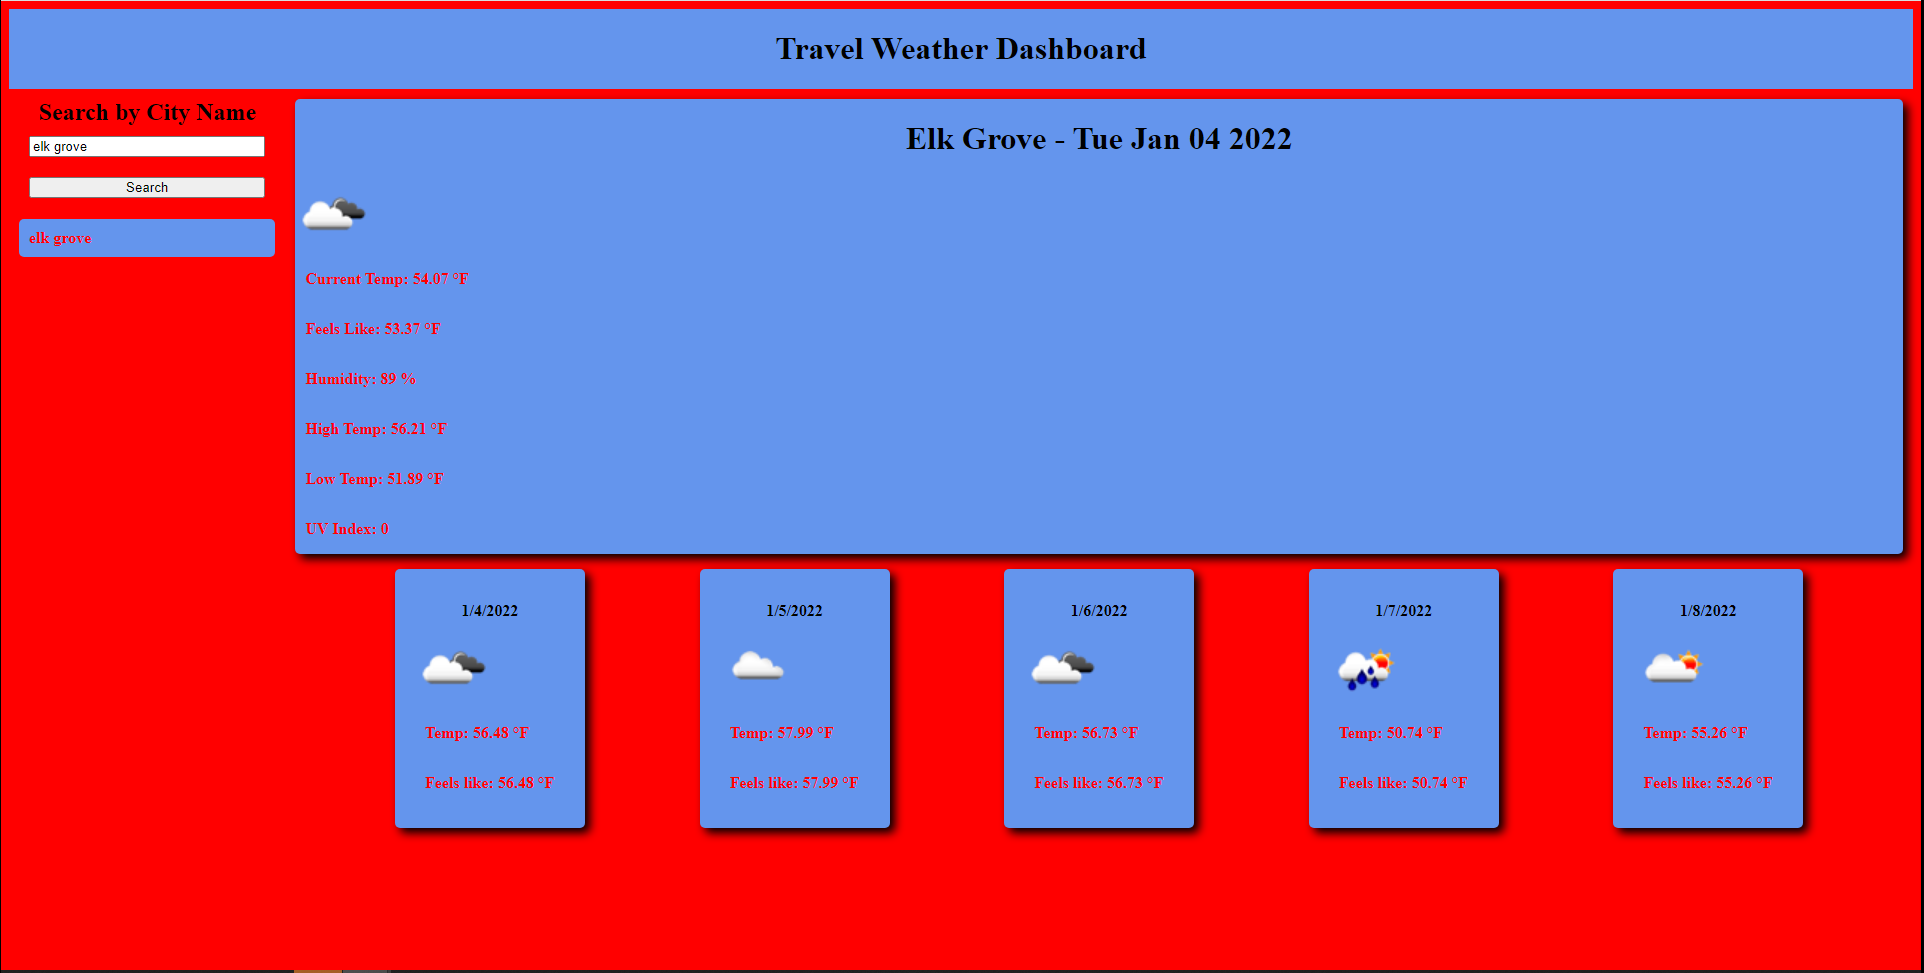 Travel Weather Dashboard
Search by City Name
elk grove
Search
elk grove
Elk Grove - Tue Jan 04 2022
Current Temp: 54.07 °F
Feels Like: 53.37 °F
Humidity: 89 %
High Temp: 56.21 °F
Low Temp: 51.89 °F
UV Index: 0
1/4/2022
Temp: 56.48 °F
Feels like: 56.48 °F
1/5/2022
Temp: 57.99 °F
Feels like: 57.99 °F
1/6/2022
Temp: 56.73 °F
Feels like: 56.73 °F
1/7/2022
Temp: 50.74 °F
Feels like: 50.74 °F
1/8/2022
Temp: 55.26 °F
Feels like: 55.26 °F